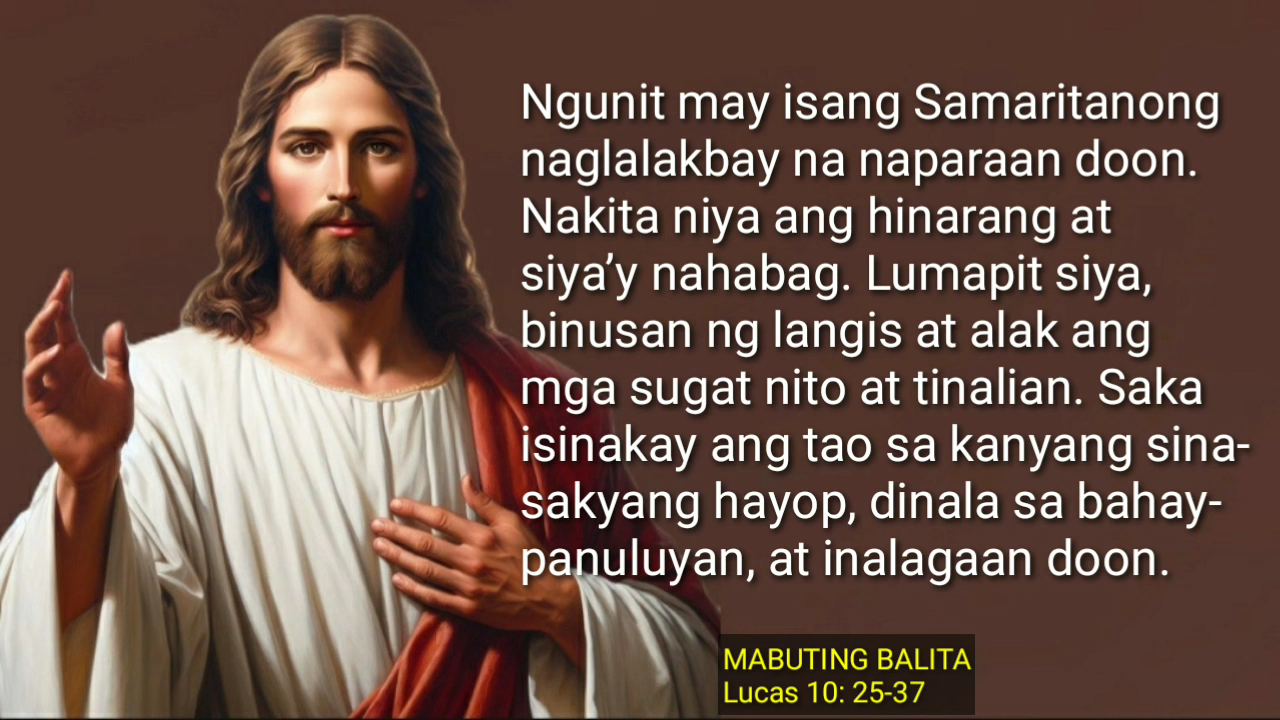 Ngunit may isang Samaritanong
naglalakbay na naparaan doon.
Nakita niya ang hinarang at
siya’y nahabag. Lumapit siya,
binusan ng langis at alak ang
mga sugat nito at tinalian. Saka
isinakay ang tao sa kanyang sina-
sakyang hayop, dinala sa bahay-
panuluyan, at inalagaan doon.
MABUTING BALITA
Lucas 10: 25-37